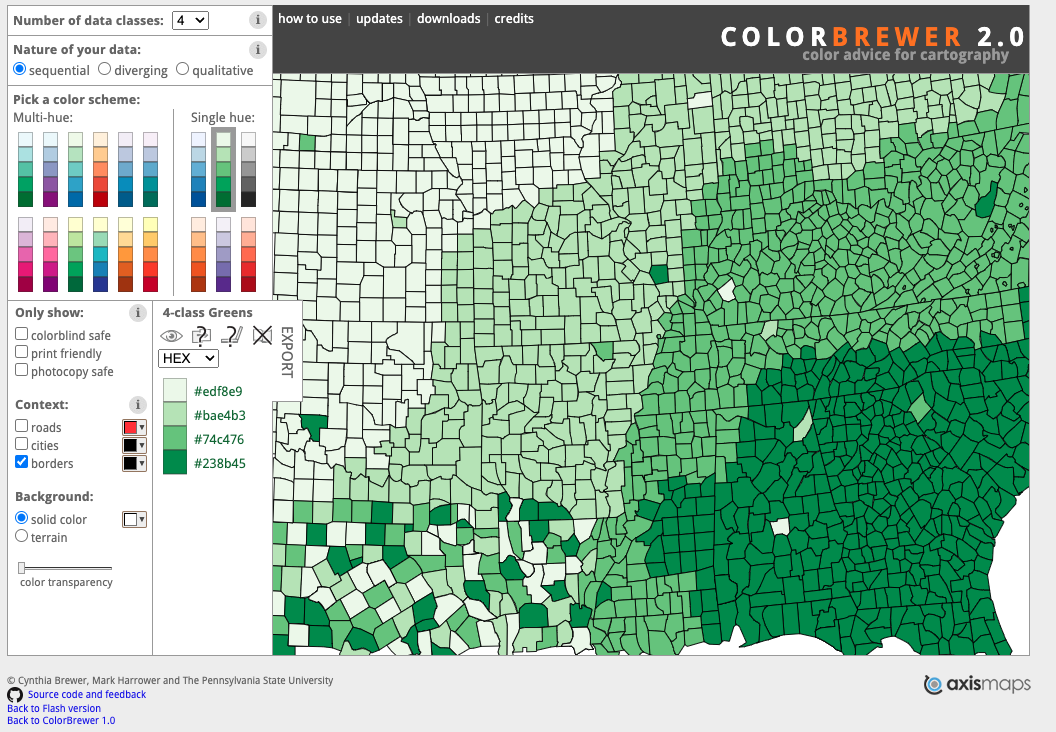 Number of data classes: 4 i
how to use | updates | downloads | credits
COLORBREWER 2.0
color advice for cartography
Nature of your data: i
sequential diverging qualitative
Pick a color scheme:
Multi-hue: Single hue:
Only show: i
colorblind safe
print friendly
photocopy safe
Context: i
roads
cities
borders
Background:
solid color
terrain
color transparency
4-class Greens
HEX
EXPORT
#edf8e9
#bae4b3
#74c476
#238b45
© Cynthia Brewer, Mark Harrower and The Pennsylvania State University
Source code and feedback
Back to Flash version
Back to ColorBrewer 1.0
axismaps